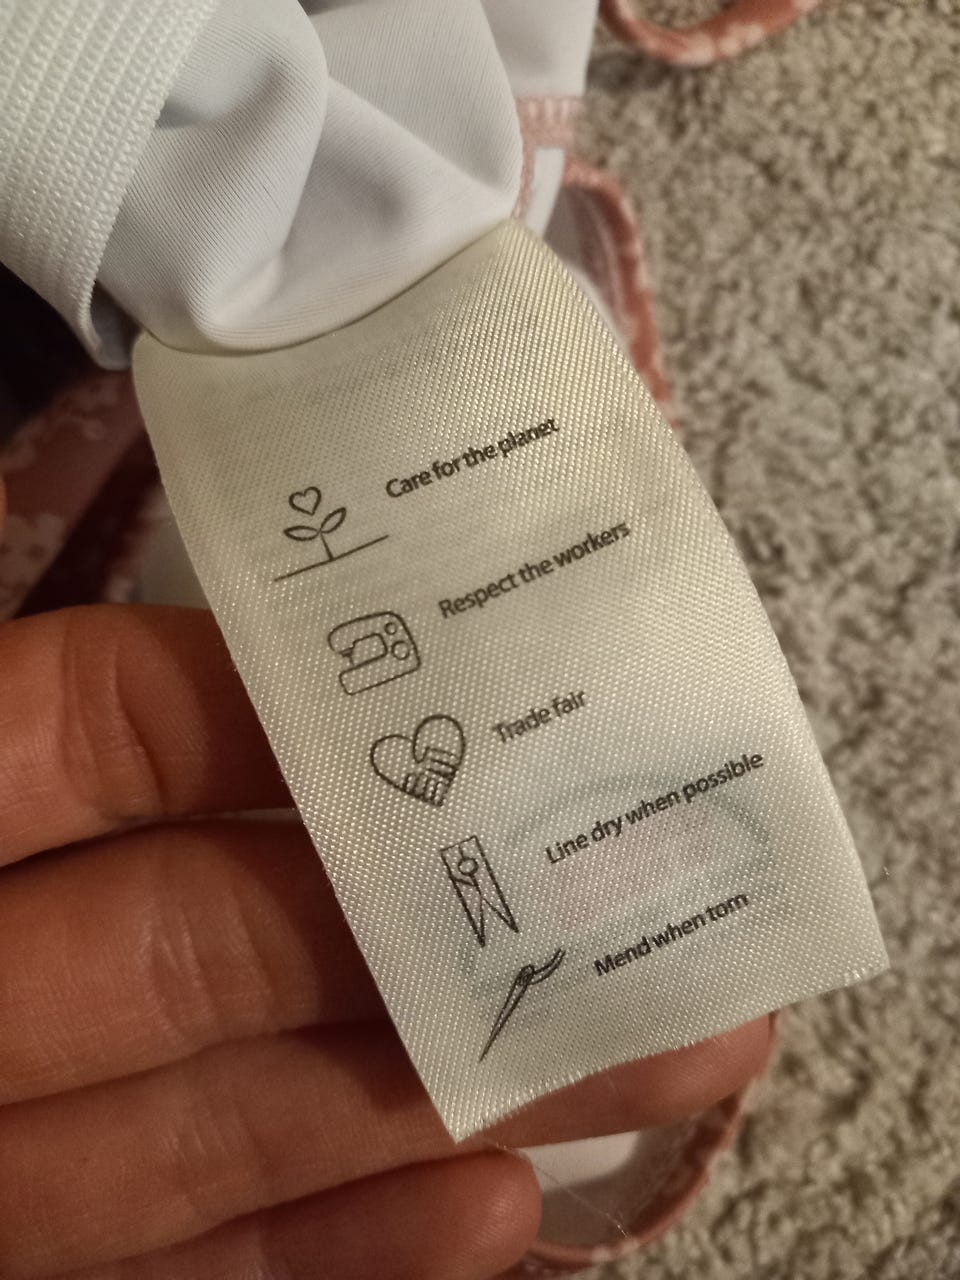 Care for the planet
Respect the workers
Trade fair
Line dry when possible
Mend when torn